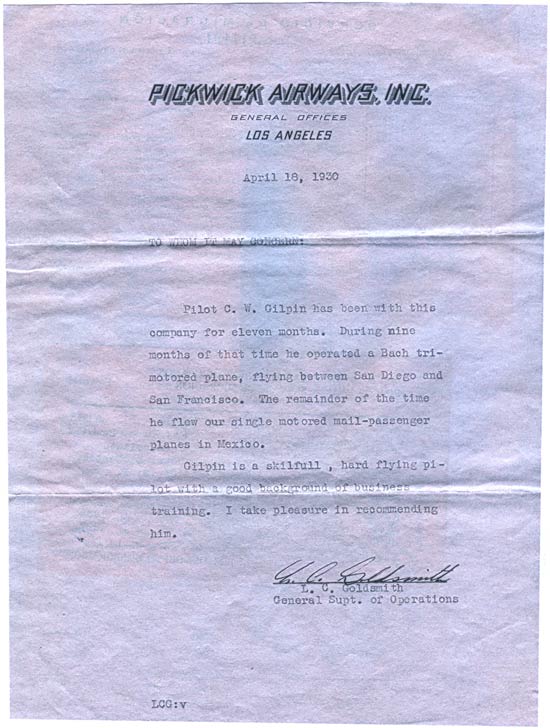 PICKWICK AIRWAYS, INC.
GENERAL OFFICES
LOS ANGELES
April 18, 1930
TO WHOM IT MAY CONCERN:
Pilot C. W. Gilpin has been with this
company for eleven months. During nine
months of that time he operated a Bach tri-
motored plane, flying between San Diego and
San Francisco. The remainder of the time
he flew our single motored mail-passenger
planes in Mexico.
Gilpin is a skilfull , hard flying pi-
lot with a good background of business
training. I take pleasure in recommending
him.
L. C. Goldsmith
L. C. Goldsmith
General Supt. of Operations
LCG:v